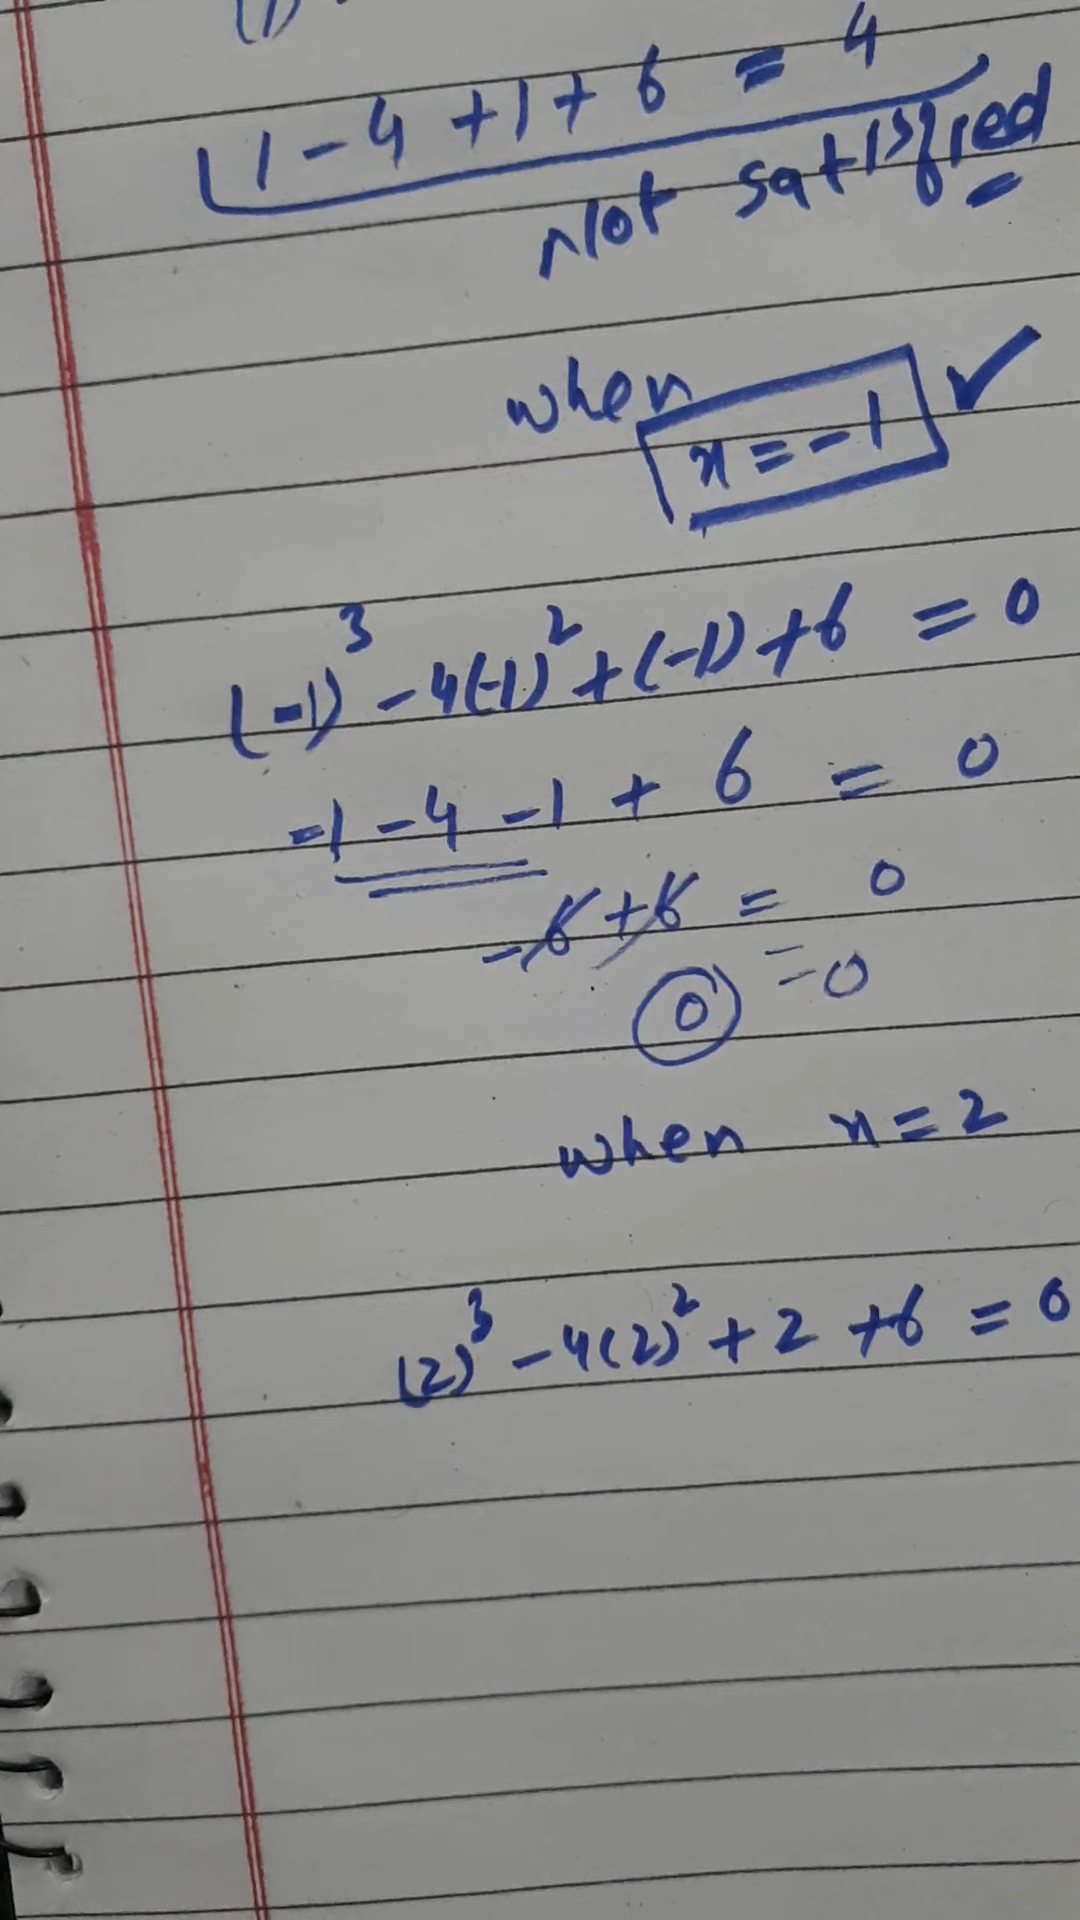 1 - 4 + 1 + 6 = 4
Not satisfied
when
x = -1 ✓
(-1)³ - 4(-1)² + (-1) + 6 = 0
-1 - 4 - 1 + 6 = 0
-6 + 6 = 0
0 = 0
when x = 2
(2)³ - 4(2)² + 2 + 6 = 0